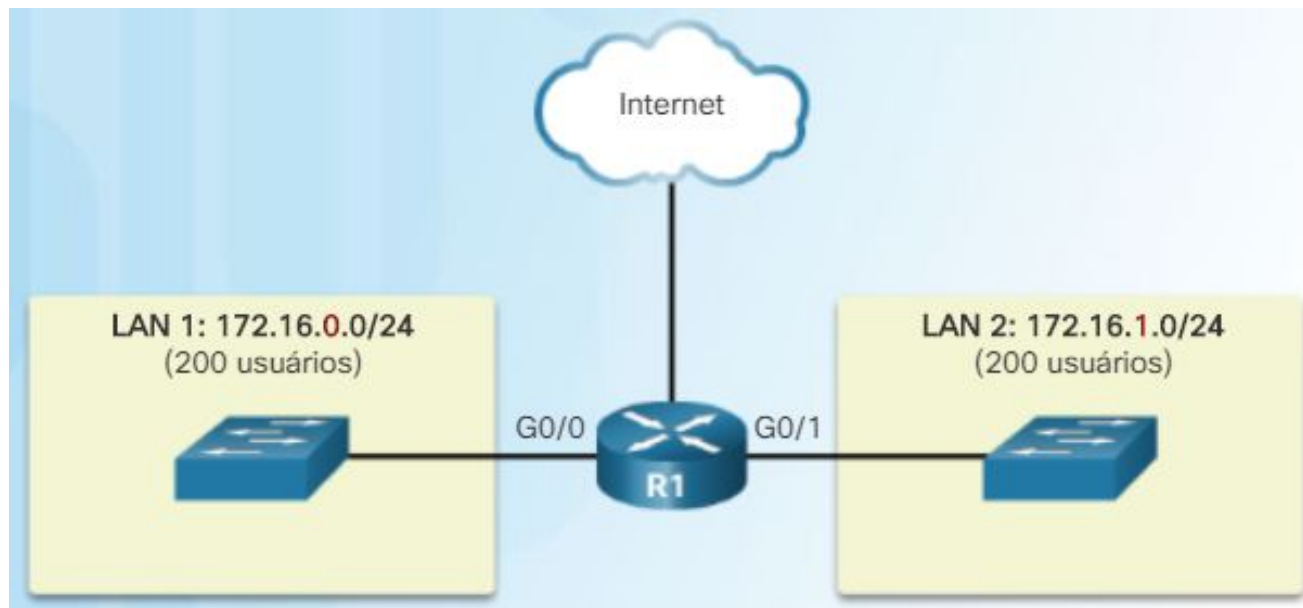 Internet
LAN 1: 172.16.0.0/24
(200 usuários)
LAN 2: 172.16.1.0/24
(200 usuários)
G0/0
G0/1
R1